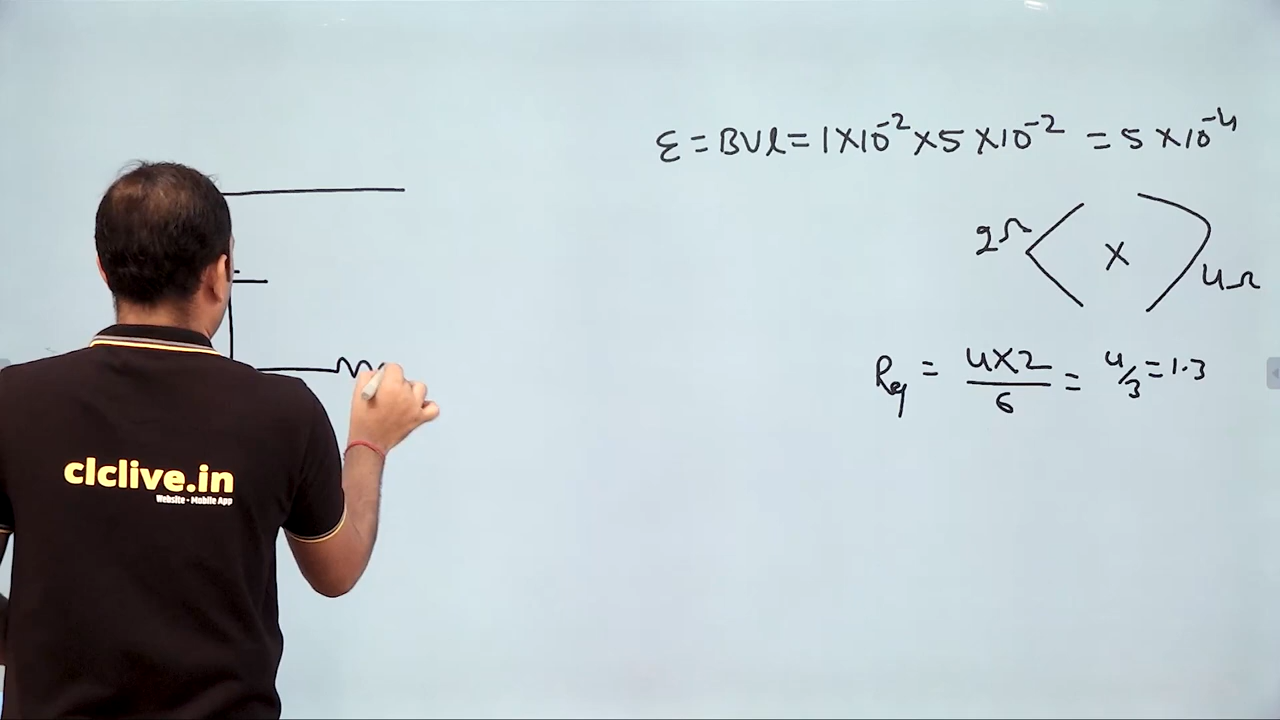 ε = BVl = 1×10⁻²×5×10⁻² = 5×10⁻⁴
2Ω × 4Ω
Req = 4×2/6 = 4/3 = 1.3
clclive.in
Website - Mobile App